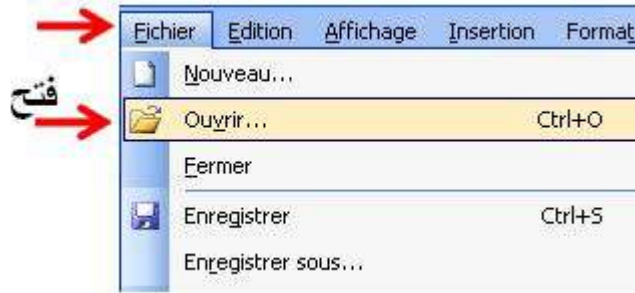 Fichier Edition Affichage Insertion Format
Nouveau...
فتح
Ouvrir... Ctrl+O
Fermer
Enregistrer Ctrl+S
Enregistrer sous...